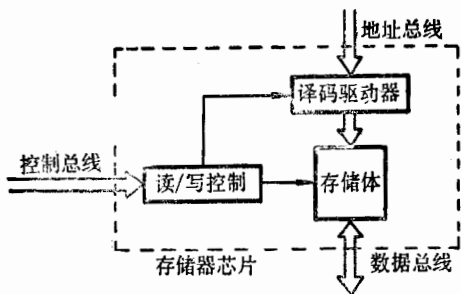 地址总线
译码驱动器
控制总线
读/写控制
存储体
存储器芯片
数据总线